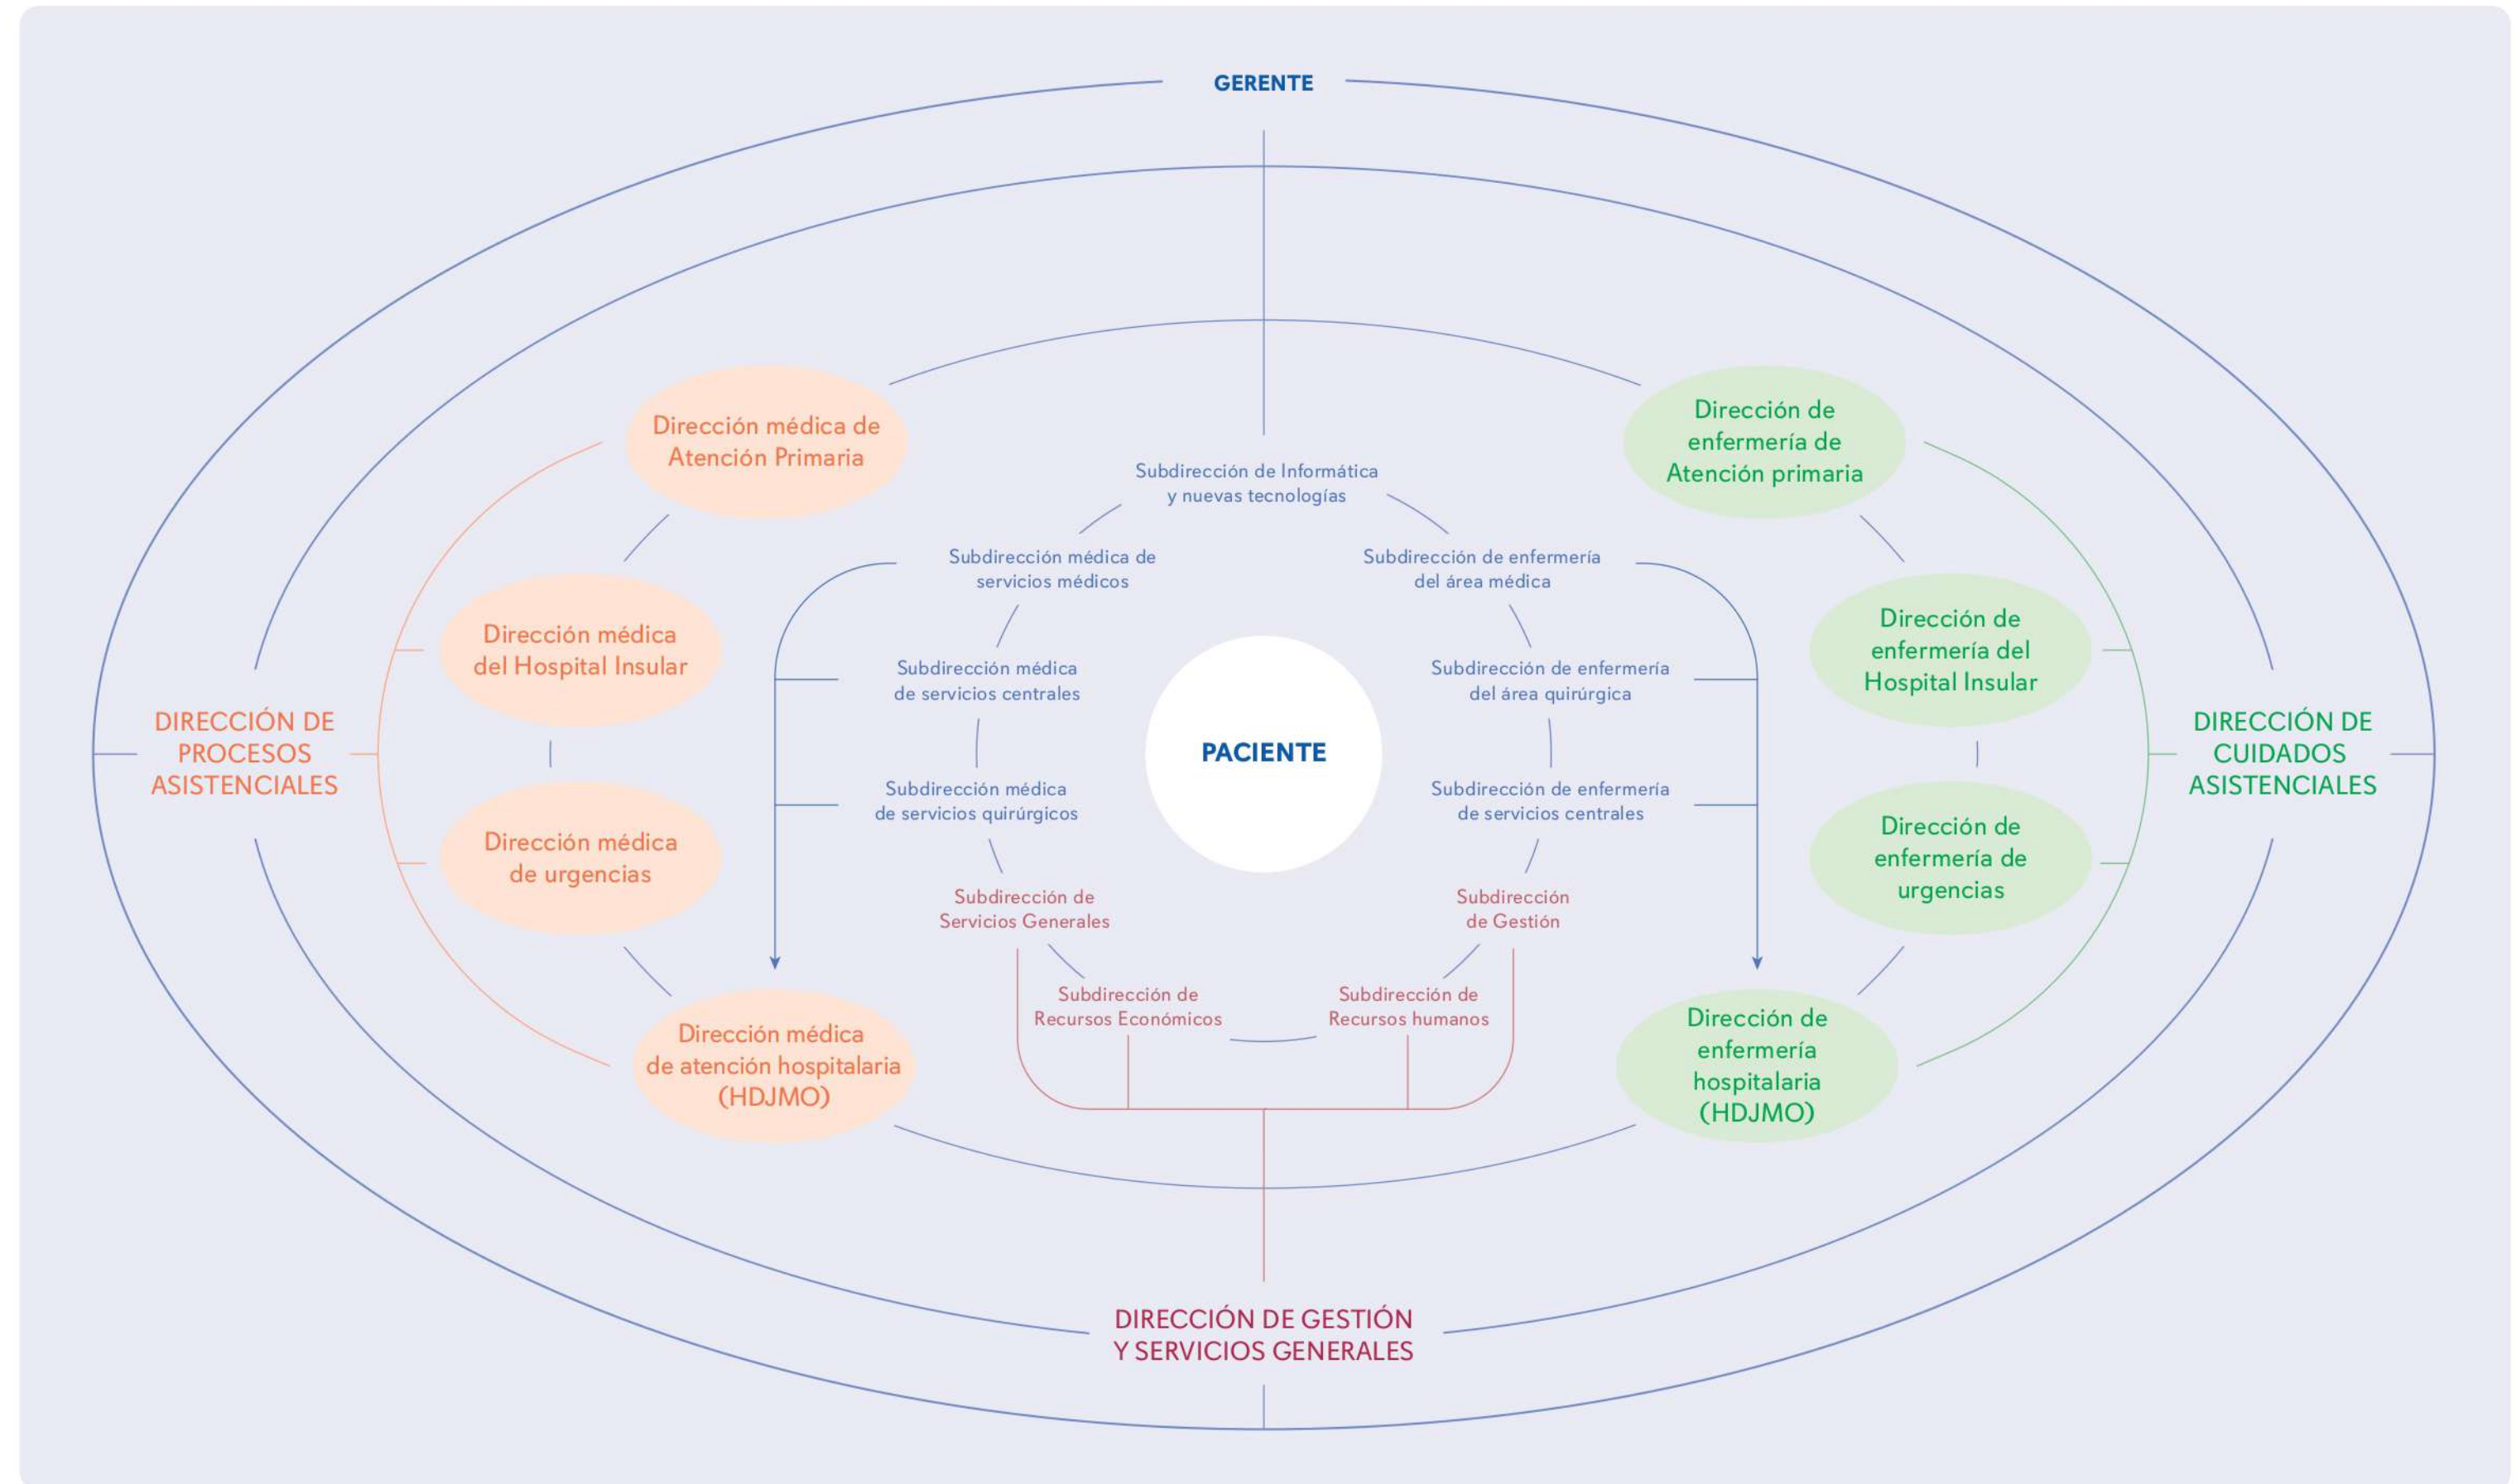 GERENTE
Dirección médica de
Atención Primaria
Dirección de
enfermería de
Atención primaria
Subdirección de Informática
y nuevas tecnologías
Subdirección médica de
servicios médicos
Subdirección de enfermería
del área médica
Dirección médica
del Hospital Insular
Subdirección médica
de servicios centrales
Subdirección de enfermería
del área quirúrgica
Dirección de
enfermería del
Hospital Insular
DIRECCIÓN DE
PROCESOS
ASISTENCIALES
PACIENTE
DIRECCIÓN DE
CUIDADOS
ASISTENCIALES
Dirección médica
de urgencias
Subdirección médica
de servicios quirúrgicos
Subdirección de enfermería
de servicios centrales
Dirección de
enfermería de
urgencias
Subdirección de
Servicios Generales
Subdirección
de Gestión
Subdirección de
Recursos Económicos
Subdirección de
Recursos humanos
Dirección médica
de atención hospitalaria
(HDJMO)
Dirección de
enfermería
hospitalaria
(HDJMO)
DIRECCIÓN DE GESTIÓN
Y SERVICIOS GENERALES